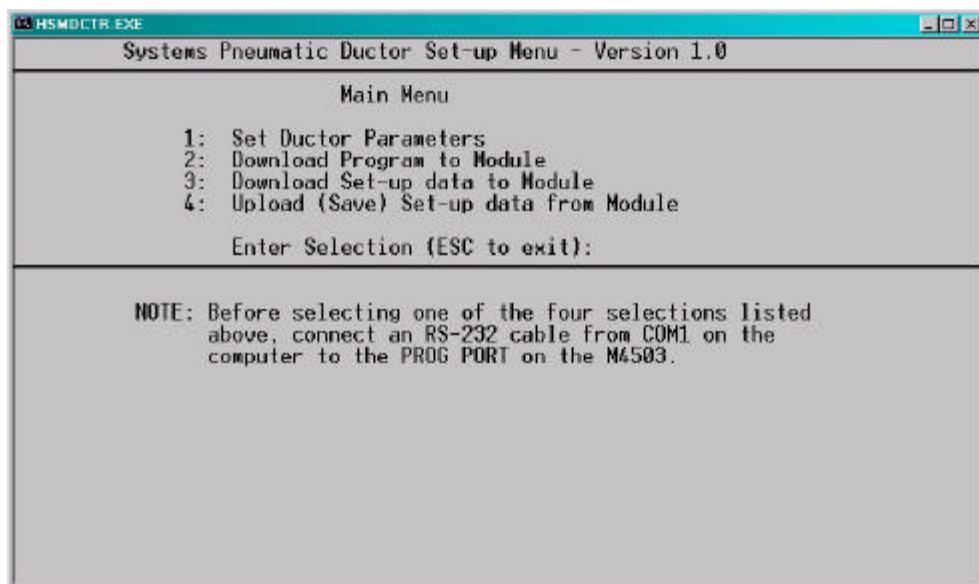 HSMDCTR.EXE
Systems Pneumatic Ductor Set-up Menu - Version 1.0
Main Menu
1: Set Ductor Parameters
2: Download Program to Module
3: Download Set-up data to Module
4: Upload (Save) Set-up data from Module
Enter Selection (ESC to exit):
NOTE: Before selecting one of the four selections listed
above, connect an RS-232 cable from COM1 on the
computer to the PROG PORT on the M4503.